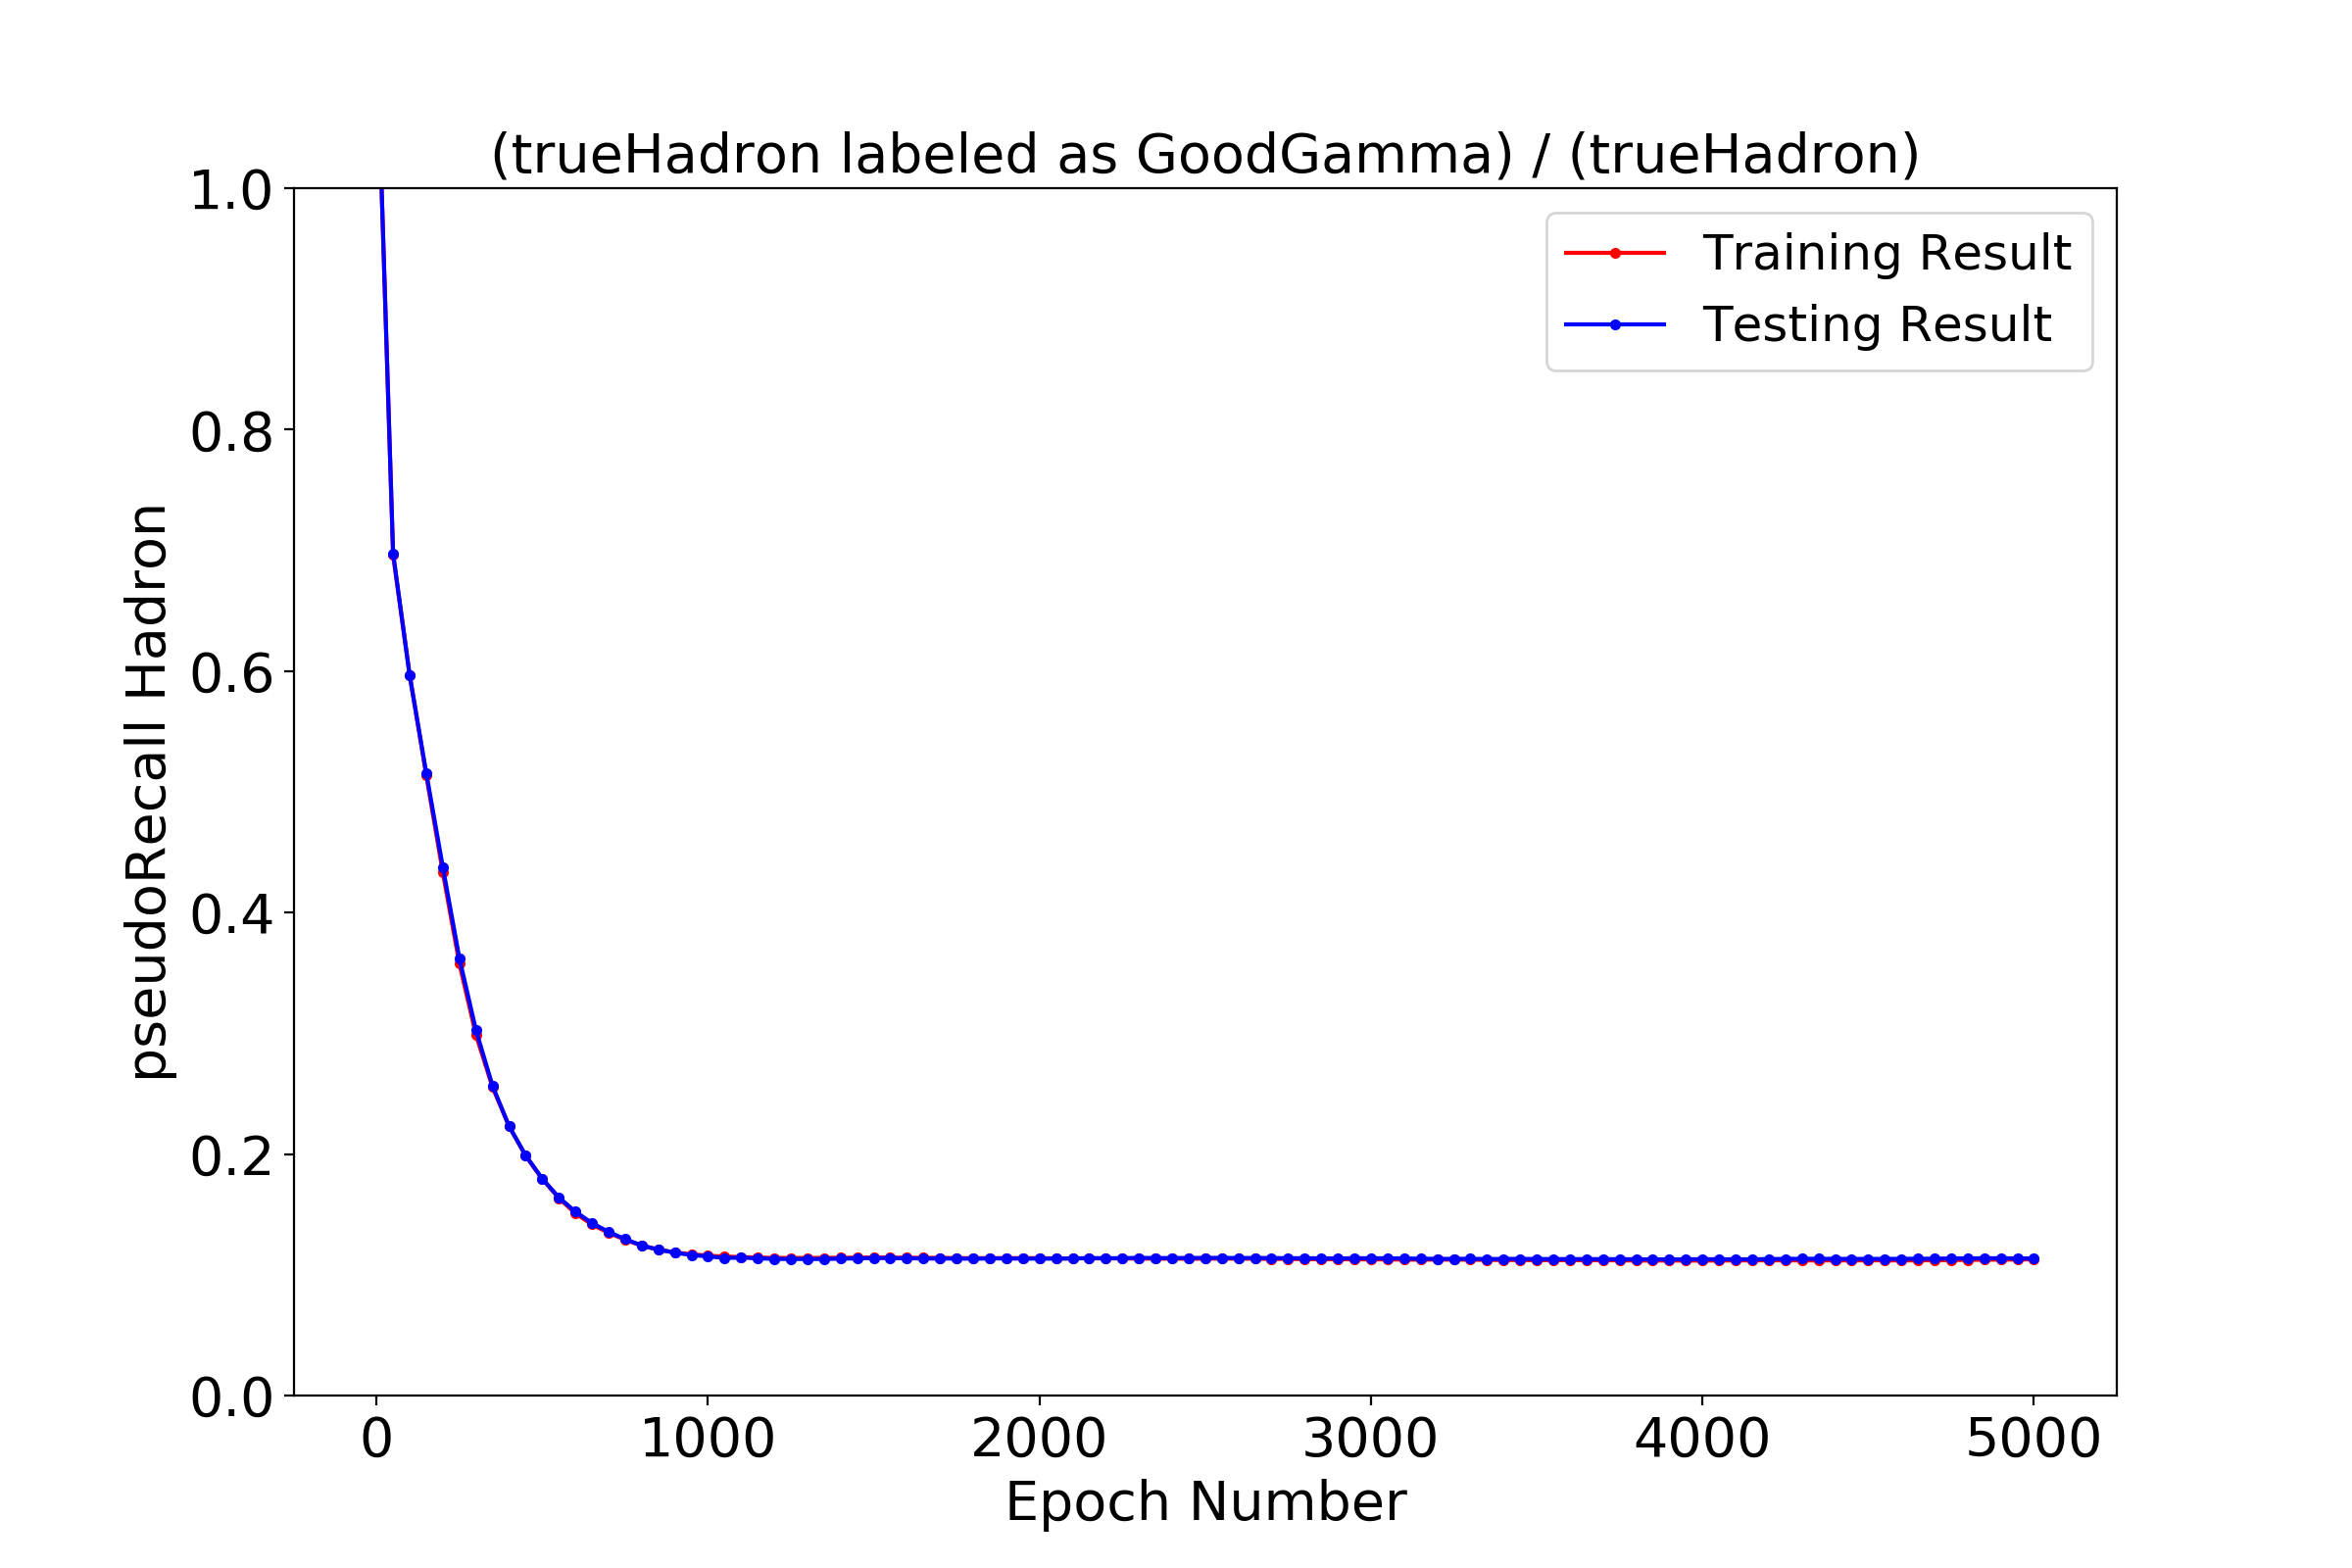 (trueHadron labeled as GoodGamma) / (trueHadron)
1.0
0.8
0.6
0.4
0.2
0.0
pseudoRecall Hadron
Training Result
Testing Result
0 1000 2000 3000 4000 5000
Epoch Number